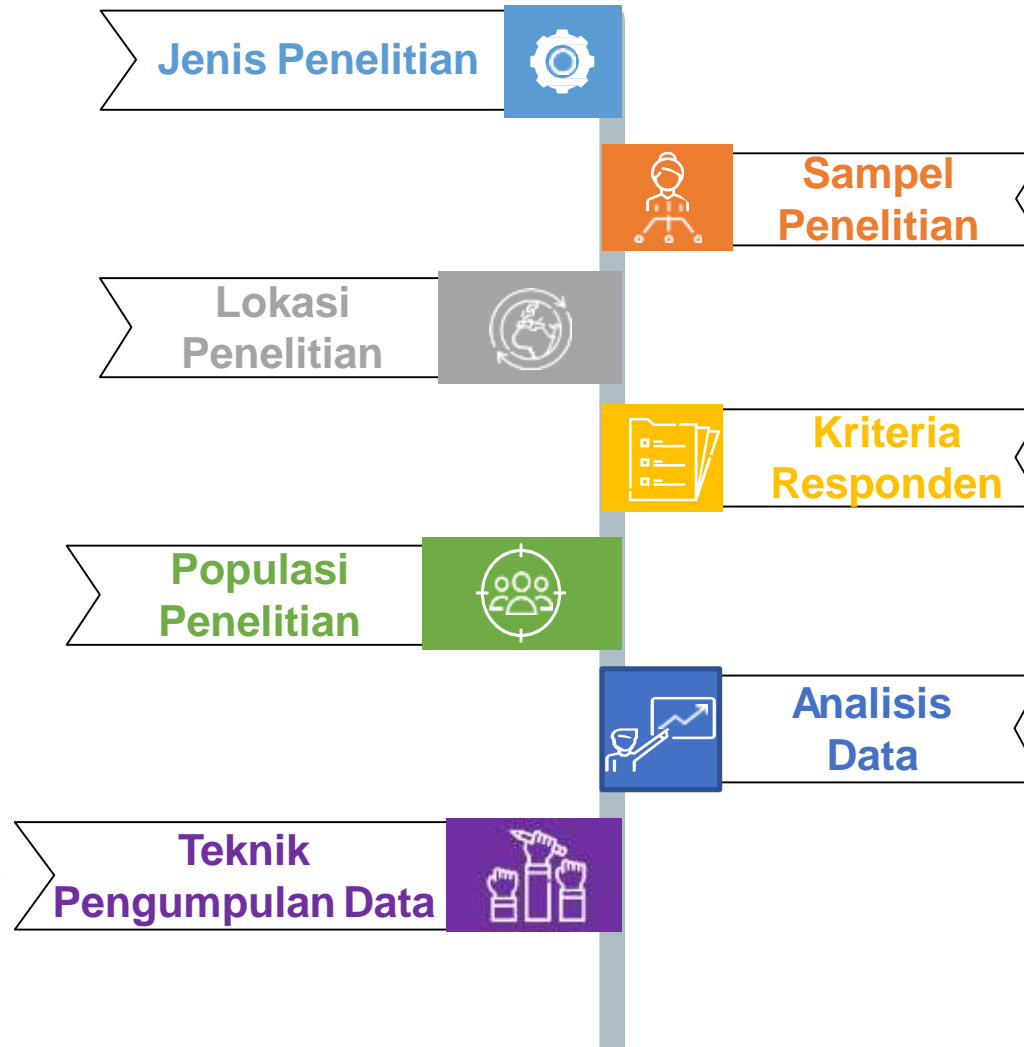 Jenis Penelitian
Sampel
Penelitian
Lokasi
Penelitian
Kriteria
Responden
Populasi
Penelitian
Analisis
Data
Teknik
Pengumpulan Data